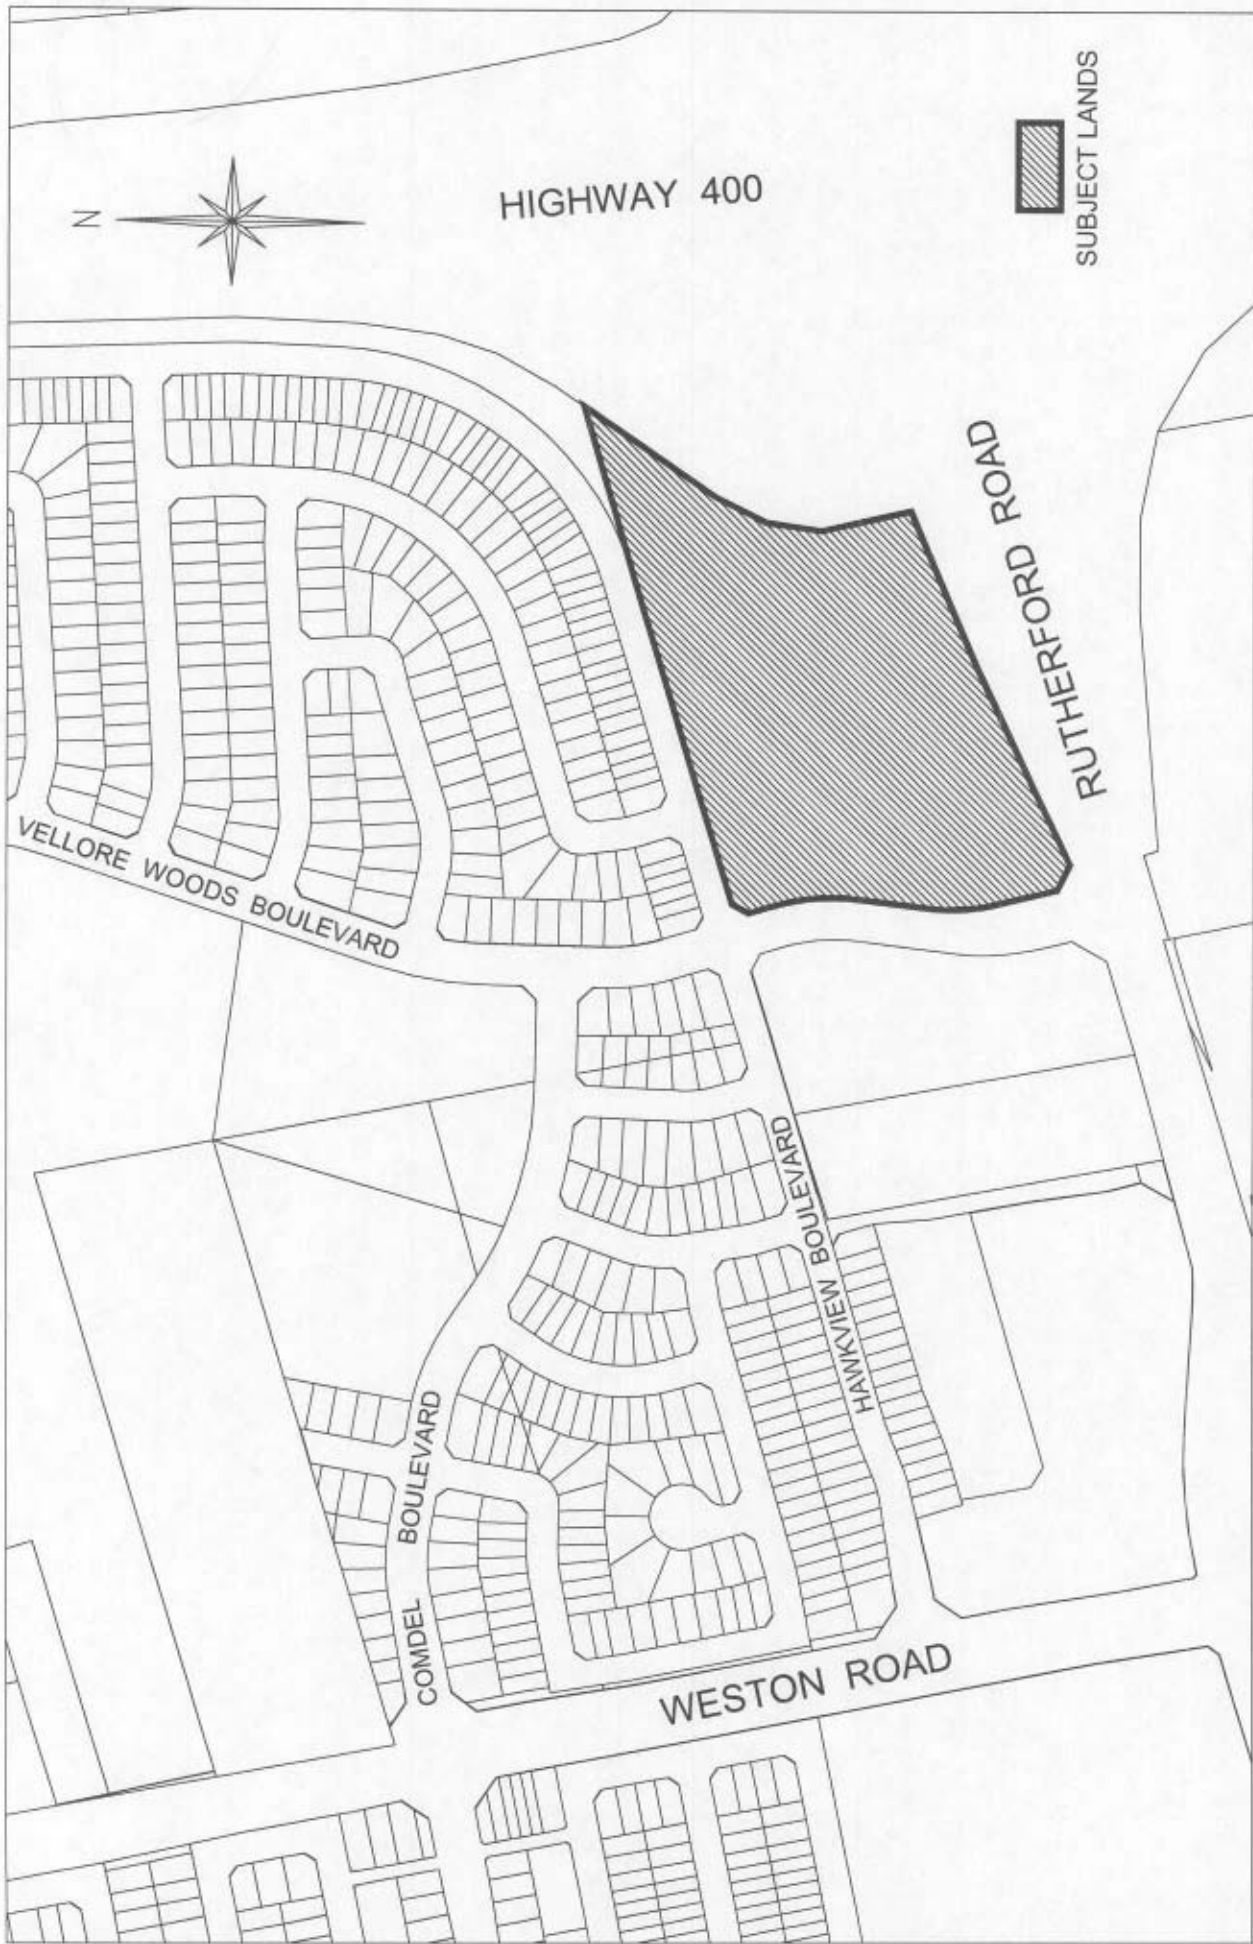 N
HIGHWAY 400
SUBJECT LANDS
RUTHERFORD ROAD
VELLORE WOODS BOULEVARD
HAWKVIEW BOULEVARD
COMDEL BOULEVARD
WESTON ROAD